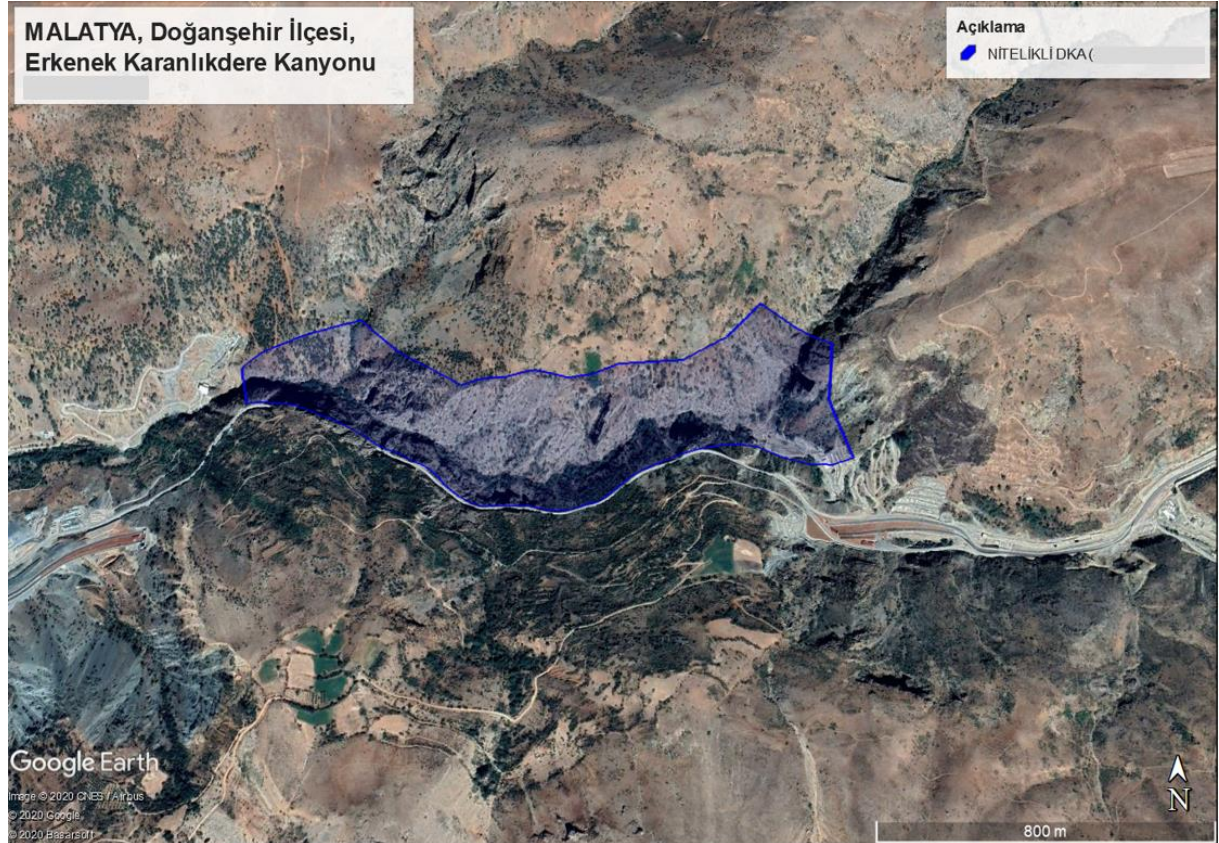 MALATYA, Doğanşehir İlçesi,
Erkenek Karanlıkdere Kanyonu
Açıklama
NİTELİKLİ DKA (
Google Earth
Image © 2020 CNES / Airbus
© 2020 Google
© 2020 Basarsoft
N
800 m